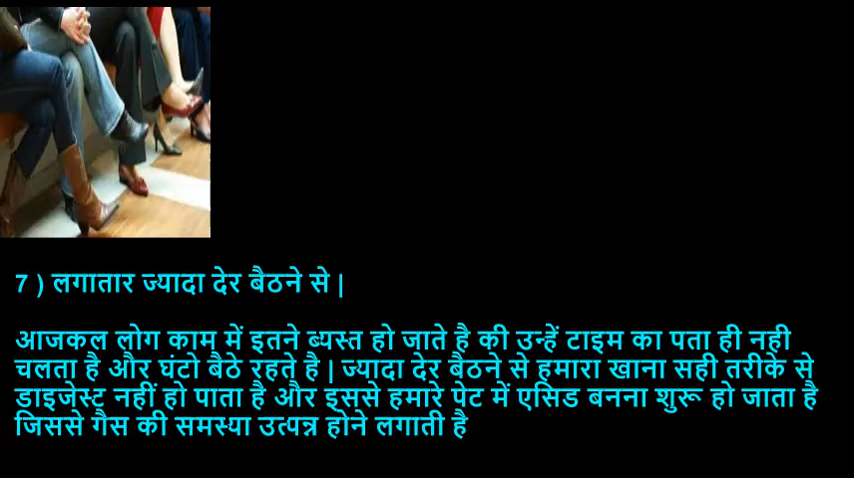 7 ) लगातार ज्यादा देर बैठने से |
आजकल लोग काम में इतने ब्यस्त हो जाते है की उन्हें टाइम का पता ही नही
चलता है और घंटो बैठे रहते है | ज्यादा देर बैठने से हमारा खाना सही तरीके से
डाइजेस्ट नहीं हो पाता है और इससे हमारे पेट में एसिड बनना शुरू हो जाता है
जिससे गैस की समस्या उत्पन्न होने लगाती है